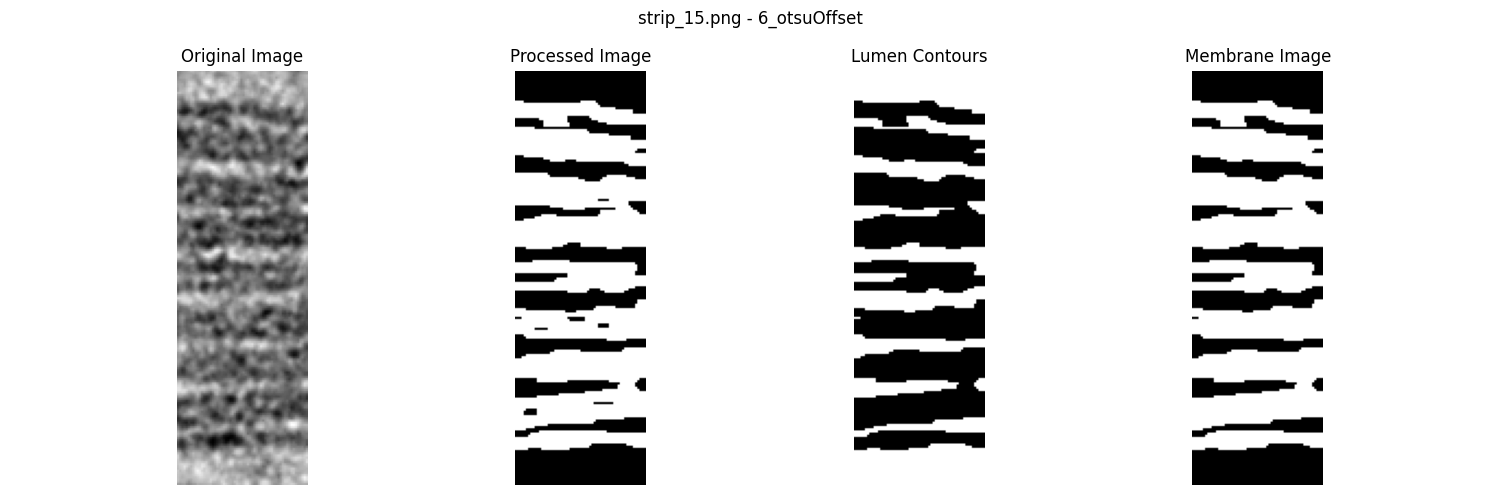 strip_15.png - 6_otsuOffset
Original Image
Processed Image
Lumen Contours
Membrane Image